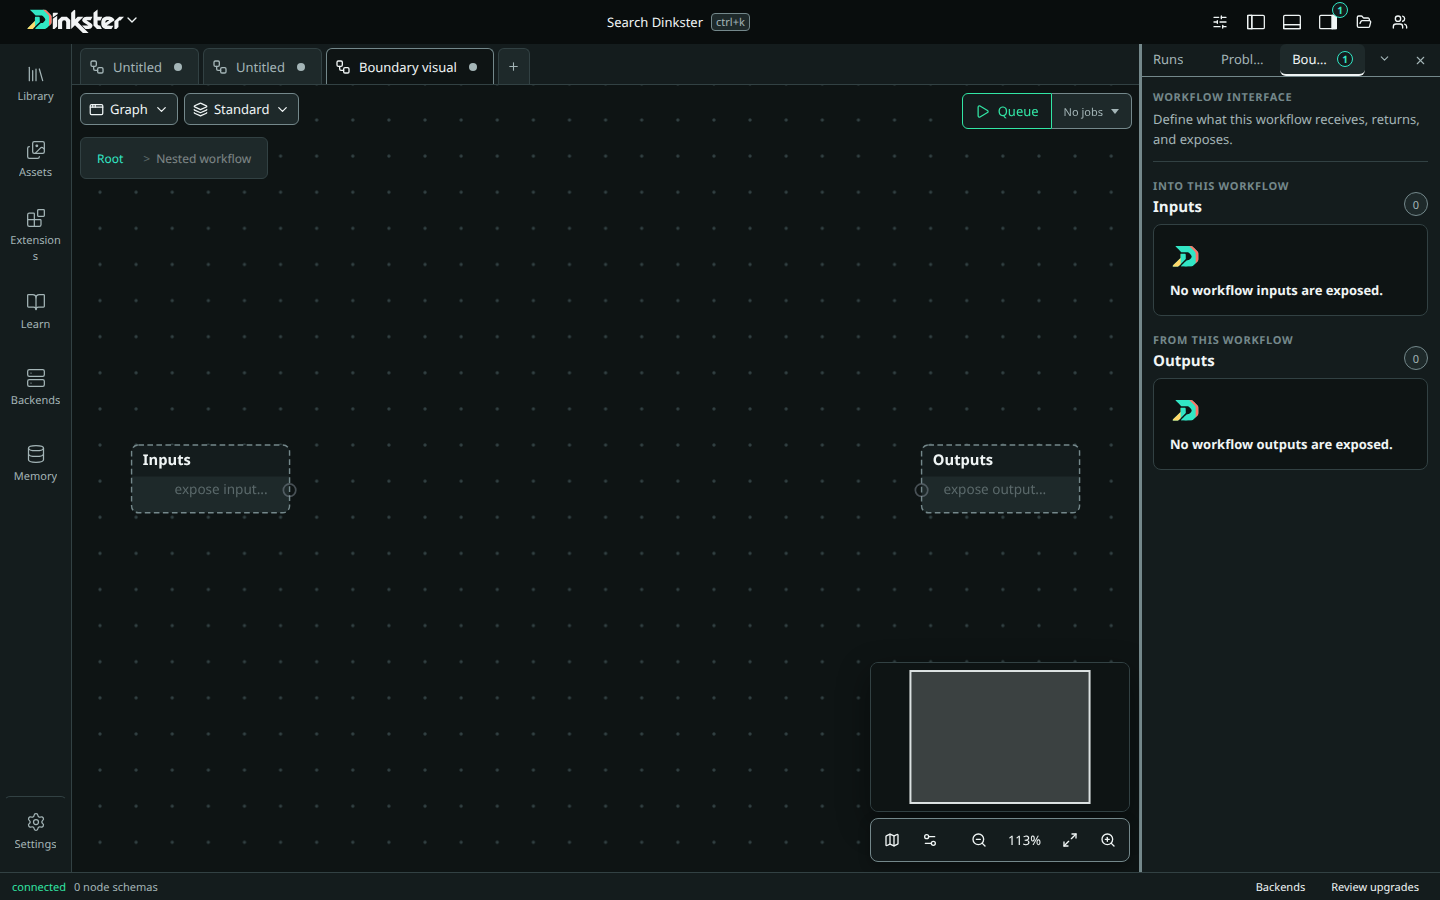 Dinkster
Search Dinkster ctrl+k
1
Library
Assets
Extension
s
Learn
Backends
Memory
Settings
Untitled
Untitled
Boundary visual
+
Graph
Standard
Queue
No jobs
Root > Nested workflow
Inputs
expose input...
Outputs
expose output...
113%
Runs
Probl...
Bou... 1
WORKFLOW INTERFACE
Define what this workflow receives, returns,
and exposes.
INTO THIS WORKFLOW
Inputs 0
No workflow inputs are exposed.
FROM THIS WORKFLOW
Outputs 0
No workflow outputs are exposed.
connected 0 node schemas
Backends
Review upgrades